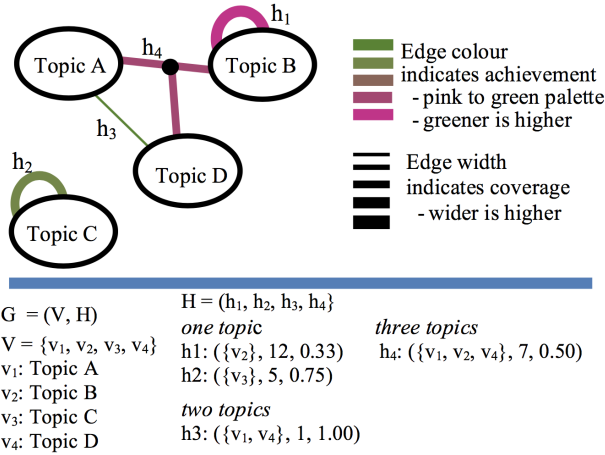 h₁
Topic A
h₄
Topic B
h₃
h₂
Topic D
Topic C
Edge colour
indicates achievement
- pink to green palette
- greener is higher
Edge width
indicates coverage
- wider is higher
G = (V, H)
V = {v₁, v₂, v₃, v₄}
v₁: Topic A
v₂: Topic B
v₃: Topic C
v₄: Topic D
H = (h₁, h₂, h₃, h₄}
one topic
h1: ({v₂}, 12, 0.33)
h2: ({v₃}, 5, 0.75)
two topics
h3: ({v₁, v₄}, 1, 1.00)
three topics
h₄: ({v₁, v₂, v₄}, 7, 0.50)